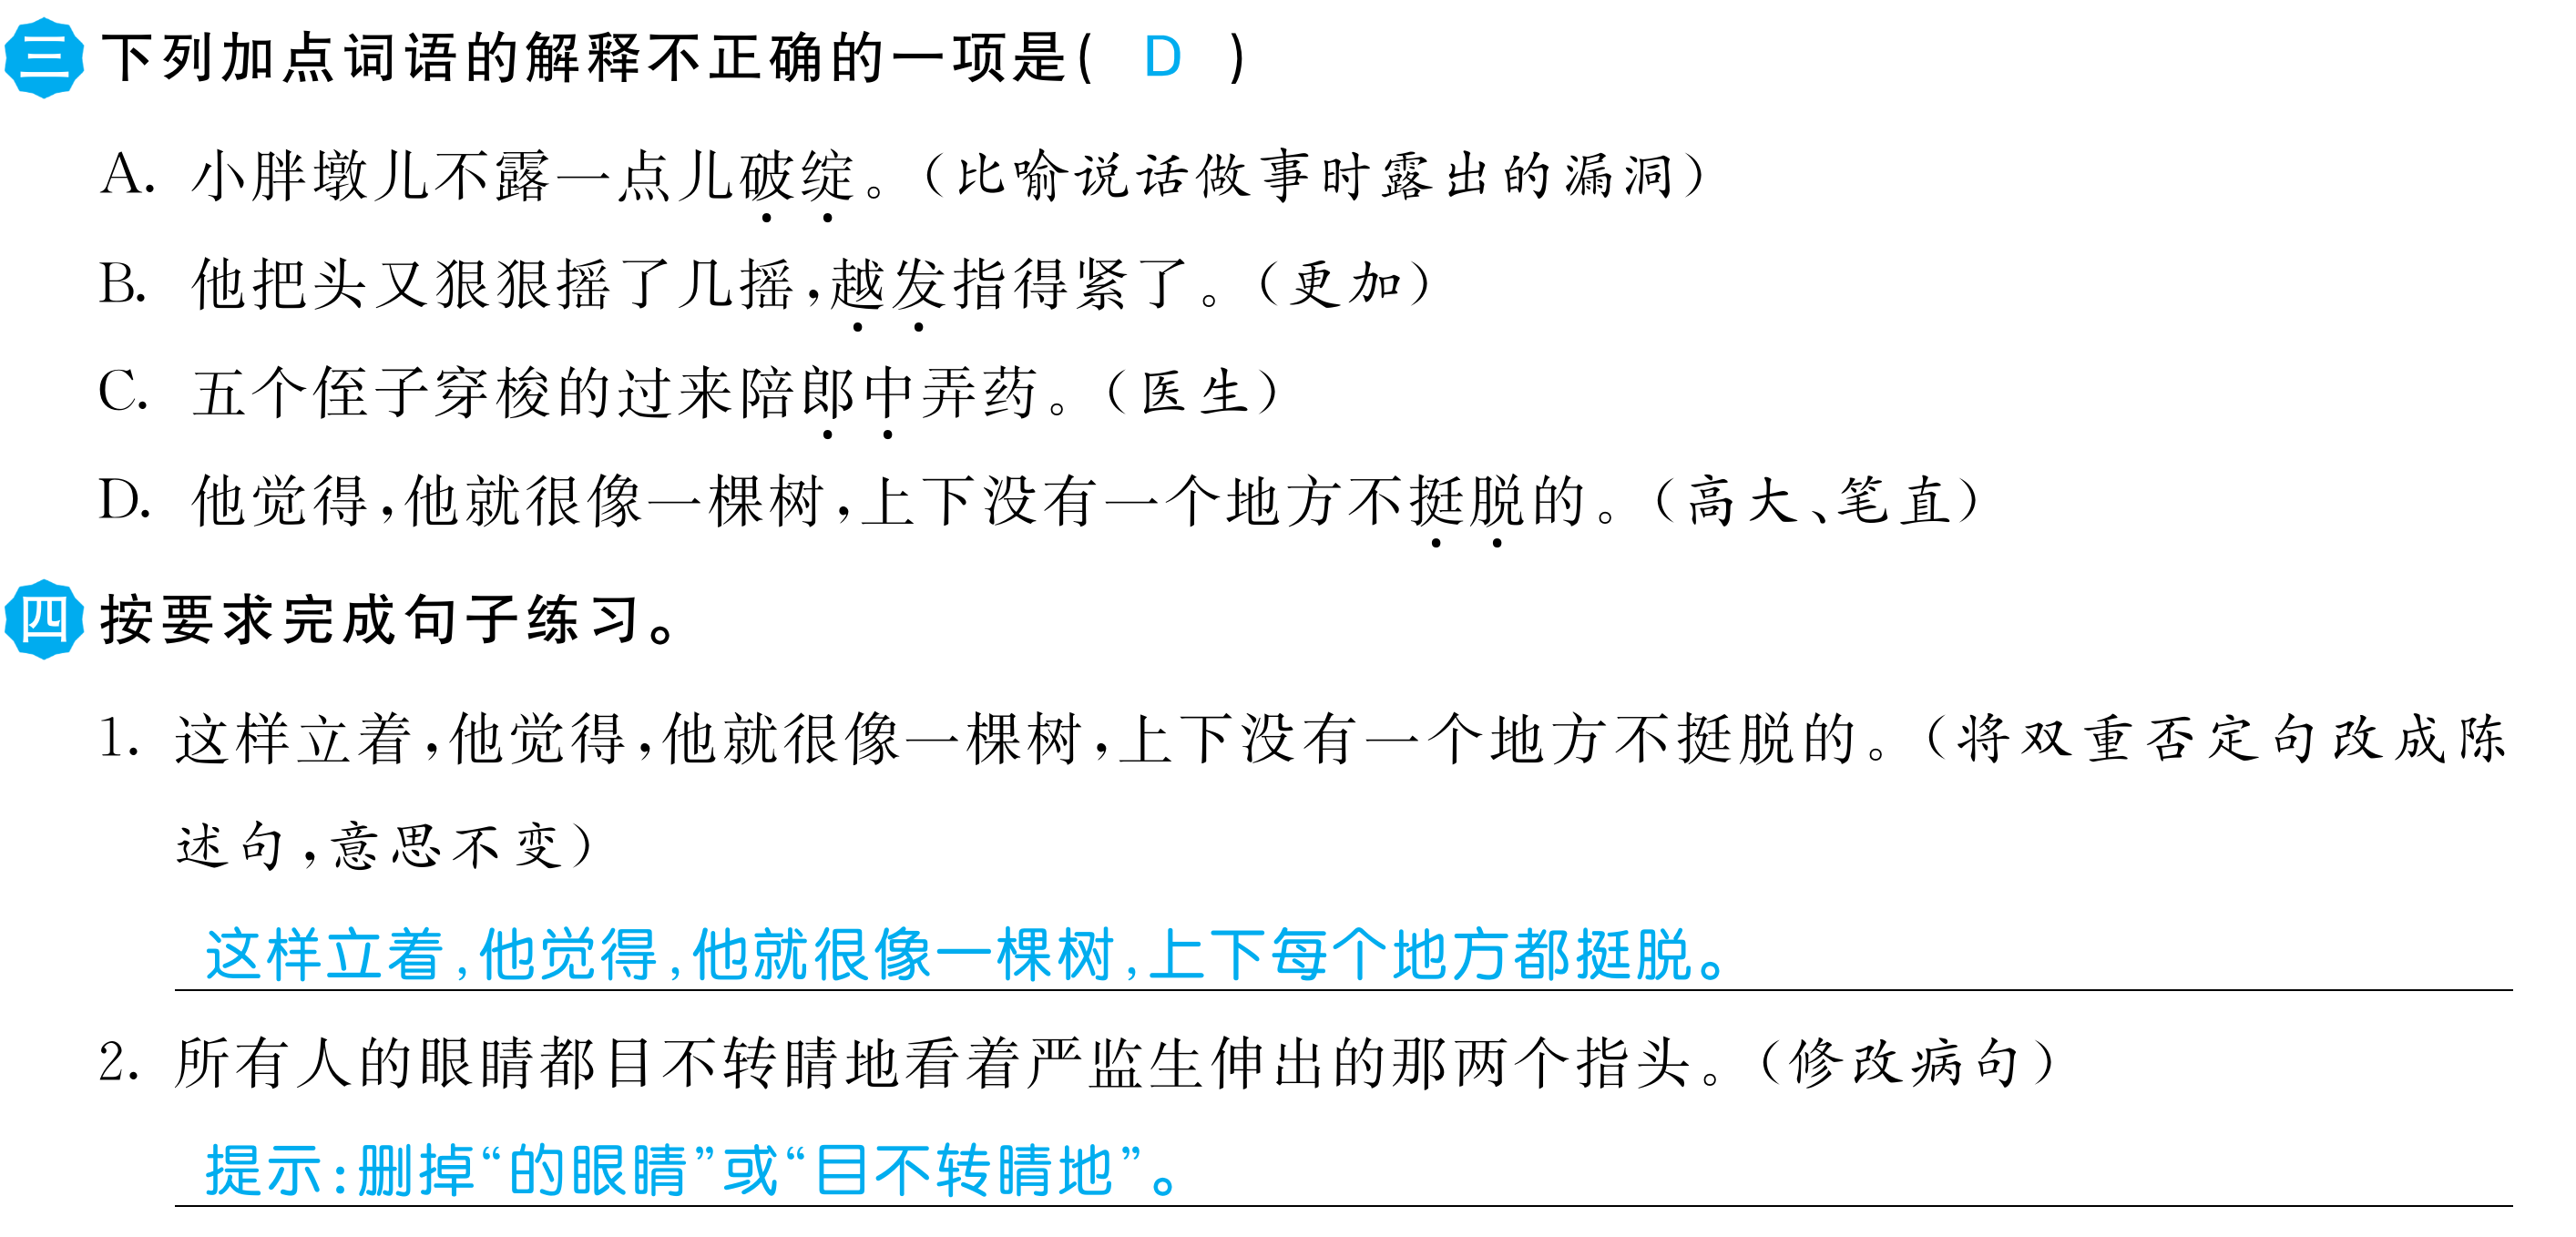 三 下列加点词语的解释不正确的一项是( D )
A. 小胖墩儿不露一点儿破绽。（比喻说话做事时露出的漏洞）
B. 他把头又狠狠摇了几摇,越发指得紧了。（更加）
C. 五个侄子穿梭的过来陪郎中弄药。（医生）
D. 他觉得,他就很像一棵树,上下没有一个地方不挺脱的。（高大、笔直）
四 按要求完成句子练习。
1. 这样立着,他觉得,他就很像一棵树,上下没有一个地方不挺脱的。（将双重否定句改成陈
述句,意思不变）
这样立着,他觉得,他就很像一棵树,上下每个地方都挺脱。
2. 所有人的眼睛都目不转睛地看着严监生伸出的那两个指头。（修改病句）
提示:删掉“的眼睛”或“目不转睛地”。